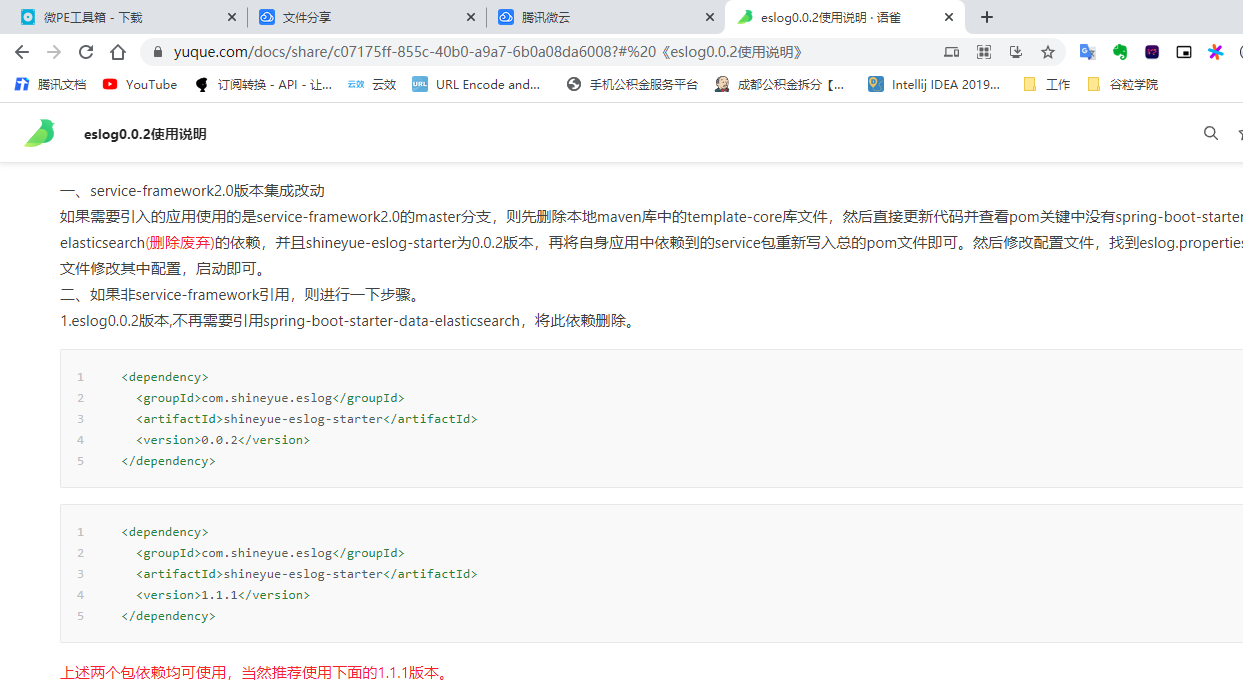 微PE工具箱 - 下载
文件分享
腾讯微云
eslog0.0.2使用说明 · 语雀
yuque.com/docs/share/c07175ff-855c-40b0-a9a7-6b0a08da6008?#%20《eslog0.0.2使用说明》
腾讯文档
YouTube
订阅转换 - API - 让...
云效 云效
URL URL Encode and...
手机公积金服务平台
成都公积金拆分【...
Intellij IDEA 2019...
工作
谷粒学院
eslog0.0.2使用说明
一、service-framework2.0版本集成改动
如果需要引入的应用使用的是service-framework2.0的master分支，则先删除本地maven库中的template-core库文件，然后直接更新代码并查看pom关键中没有spring-boot-starter
elasticsearch(删除废弃)的依赖，并且shineyue-eslog-starter为0.0.2版本，再将自身应用中依赖到的service包重新写入总的pom文件即可。然后修改配置文件，找到eslog.properties
文件修改其中配置，启动即可。
二、如果非service-framework引用，则进行一下步骤。
1.eslog0.0.2版本,不再需要引用spring-boot-starter-data-elasticsearch，将此依赖删除。
1 <dependency>
2 <groupId>com.shineyue.eslog</groupId>
3 <artifactId>shineyue-eslog-starter</artifactId>
4 <version>0.0.2</version>
5 </dependency>
1 <dependency>
2 <groupId>com.shineyue.eslog</groupId>
3 <artifactId>shineyue-eslog-starter</artifactId>
4 <version>1.1.1</version>
5 </dependency>
上述两个包依赖均可使用，当然推荐使用下面的1.1.1版本。